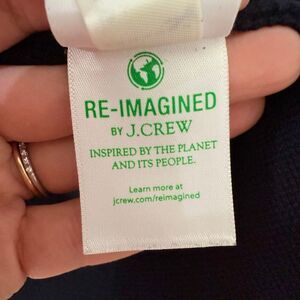 RE-IMAGINED
BY J.CREW
INSPIRED BY THE PLANET
AND ITS PEOPLE.
Learn more at
jcrew.com/reimagined